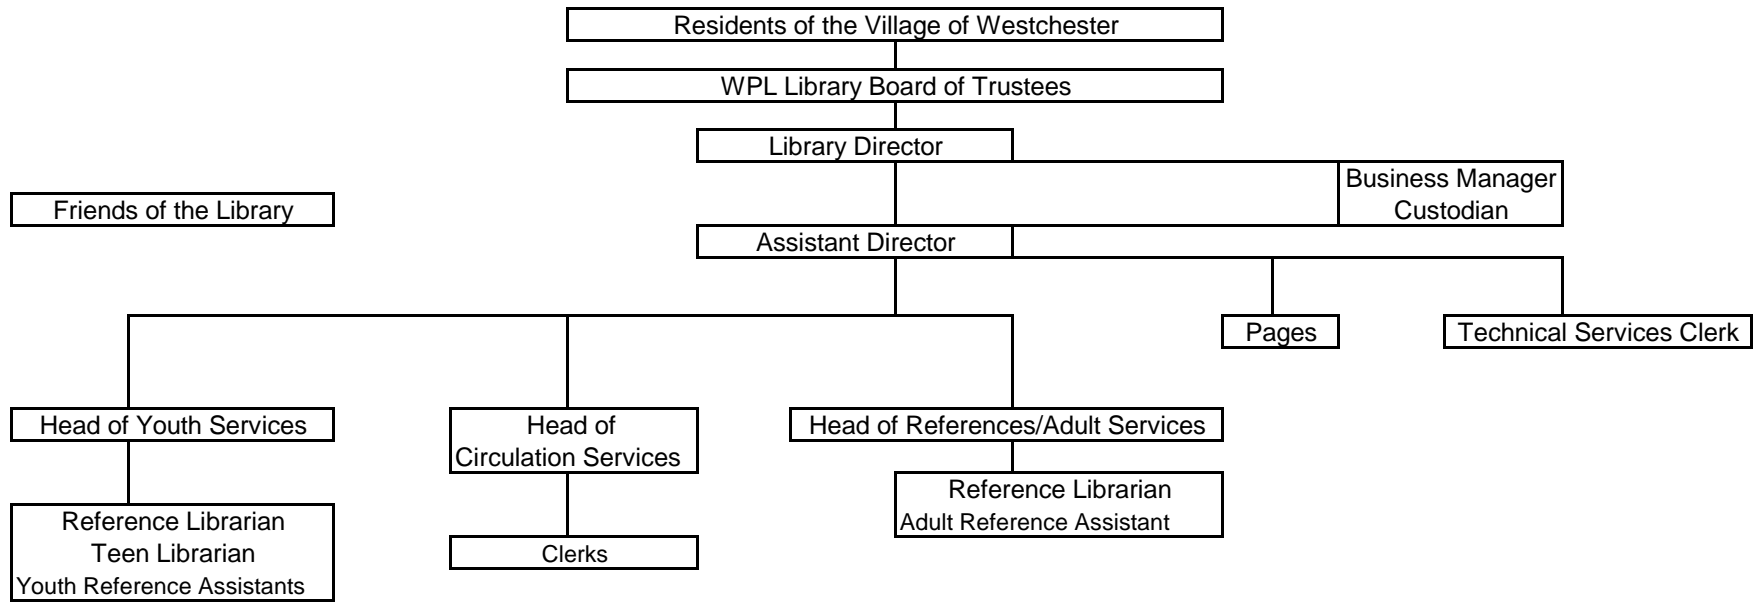 Residents of the Village of Westchester
WPL Library Board of Trustees
Library Director
Business Manager
Custodian
Friends of the Library
Assistant Director
Pages
Technical Services Clerk
Head of Youth Services
Head of
Circulation Services
Head of References/Adult Services
Reference Librarian
Adult Reference Assistant
Reference Librarian
Teen Librarian
Youth Reference Assistants
Clerks